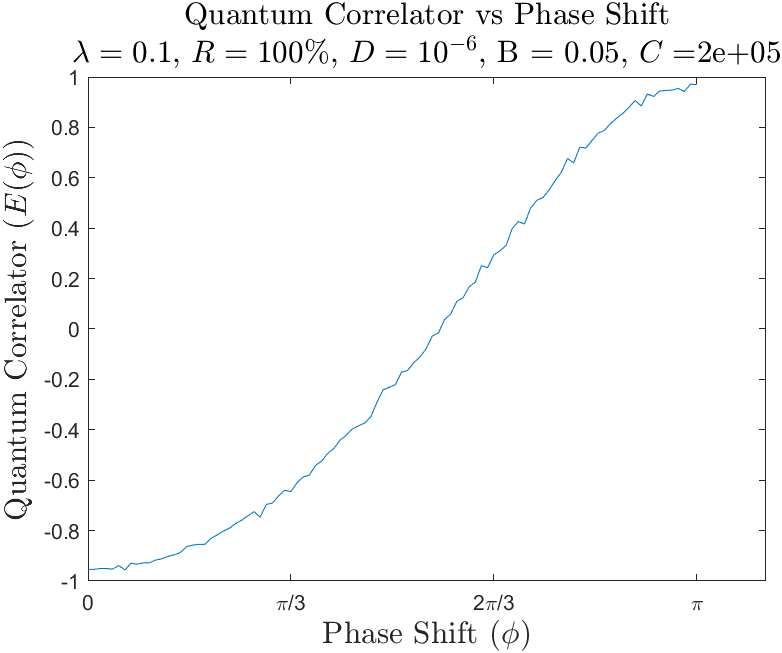 Quantum Correlator vs Phase Shift
λ = 0.1, R = 100%, D = 10⁻⁶, B = 0.05, C =2e+05
Quantum Correlator (E(ϕ))
1
0.8
0.6
0.4
0.2
0
-0.2
-0.4
-0.6
-0.8
-1
0 π/3 2π/3 π
Phase Shift (ϕ)